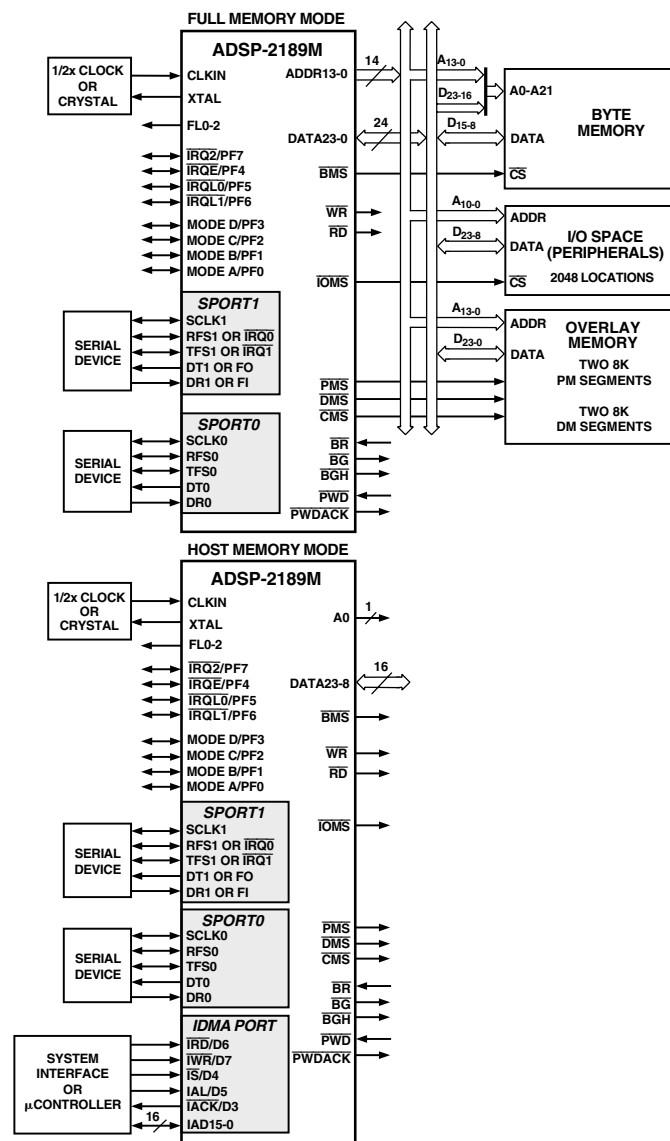 FULL MEMORY MODE
ADSP-2189M
1/2x CLOCK
OR
CRYSTAL
CLKIN
XTAL
FL0-2
IRQ2/PF7
IRQE/PF4
IRQL0/PF5
IRQL1/PF6
MODE D/PF3
MODE C/PF2
MODE B/PF1
MODE A/PF0
SERIAL
DEVICE
SPORT1
SCLK1
RFS1 OR IRQ0
TFS1 OR IRQ1
DT1 OR FO
DR1 OR FI
SERIAL
DEVICE
SPORT0
SCLK0
RFS0
TFS0
DT0
DR0
ADDR13-0
14
DATA23-0
24
BMS
WR
RD
IOMS
PMS
DMS
CMS
BR
BG
BGH
PWD
PWDACK
A13-0
D23-16
D15-8
A0-A21
DATA
CS
BYTE
MEMORY
A10-0
D23-8
ADDR
DATA
CS
I/O SPACE
(PERIPHERALS)
2048 LOCATIONS
A13-0
D23-0
ADDR
DATA
OVERLAY
MEMORY
TWO 8K
PM SEGMENTS
TWO 8K
DM SEGMENTS
HOST MEMORY MODE
ADSP-2189M
1/2x CLOCK
OR
CRYSTAL
CLKIN
XTAL
FL0-2
IRQ2/PF7
IRQE/PF4
IRQL0/PF5
IRQL1/PF6
MODE D/PF3
MODE C/PF2
MODE B/PF1
MODE A/PF0
SERIAL
DEVICE
SPORT1
SCLK1
RFS1 OR IRQ0
TFS1 OR IRQ1
DT1 OR FO
DR1 OR FI
SERIAL
DEVICE
SPORT0
SCLK0
RFS0
TFS0
DT0
DR0
SYSTEM
INTERFACE
OR
μCONTROLLER
IDMA PORT
IRD/D6
IWR/D7
IS/D4
IAL/D5
IACK/D3
16
IAD15-0
A0
1
DATA23-8
16
BMS
WR
RD
IOMS
PMS
DMS
CMS
BR
BG
BGH
PWD
PWDACK